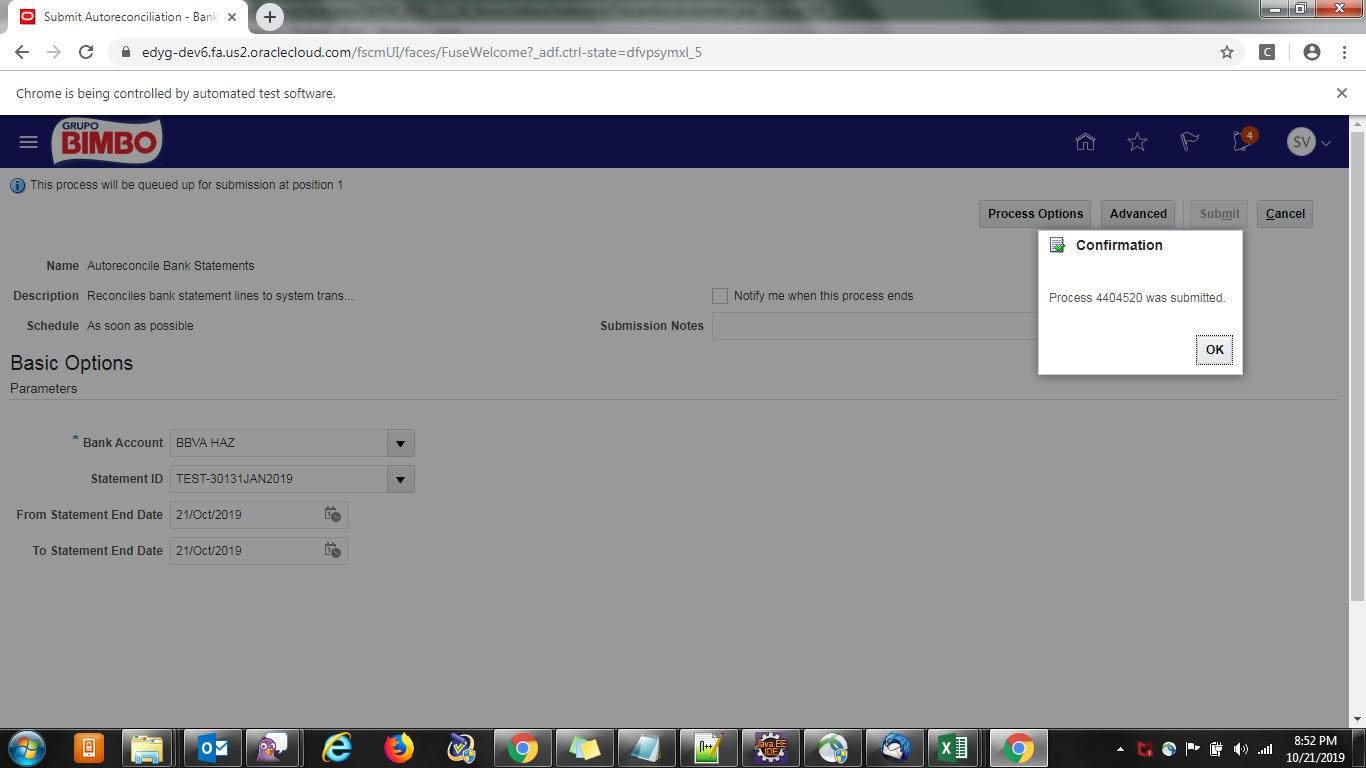 Submit Autoreconciliation - Bank
edyg-dev6.fa.us2.oraclecloud.com/fscmUI/faces/FuseWelcome?_adf.ctrl-state=dfvpsymxl_5
C
Chrome is being controlled by automated test software.
GRUPO
BIMBO
4
SV
This process will be queued up for submission at position 1
Process Options Advanced Submit Cancel
Confirmation
Process 4404520 was submitted.
OK
Name Autoreconcile Bank Statements
Description Reconciles bank statement lines to system trans...
Notify me when this process ends
Schedule As soon as possible
Submission Notes
Basic Options
Parameters
* Bank Account BBVA HAZ
Statement ID TEST-30131JAN2019
From Statement End Date 21/Oct/2019
To Statement End Date 21/Oct/2019
Java EE
IDE
8:52 PM
10/21/2019